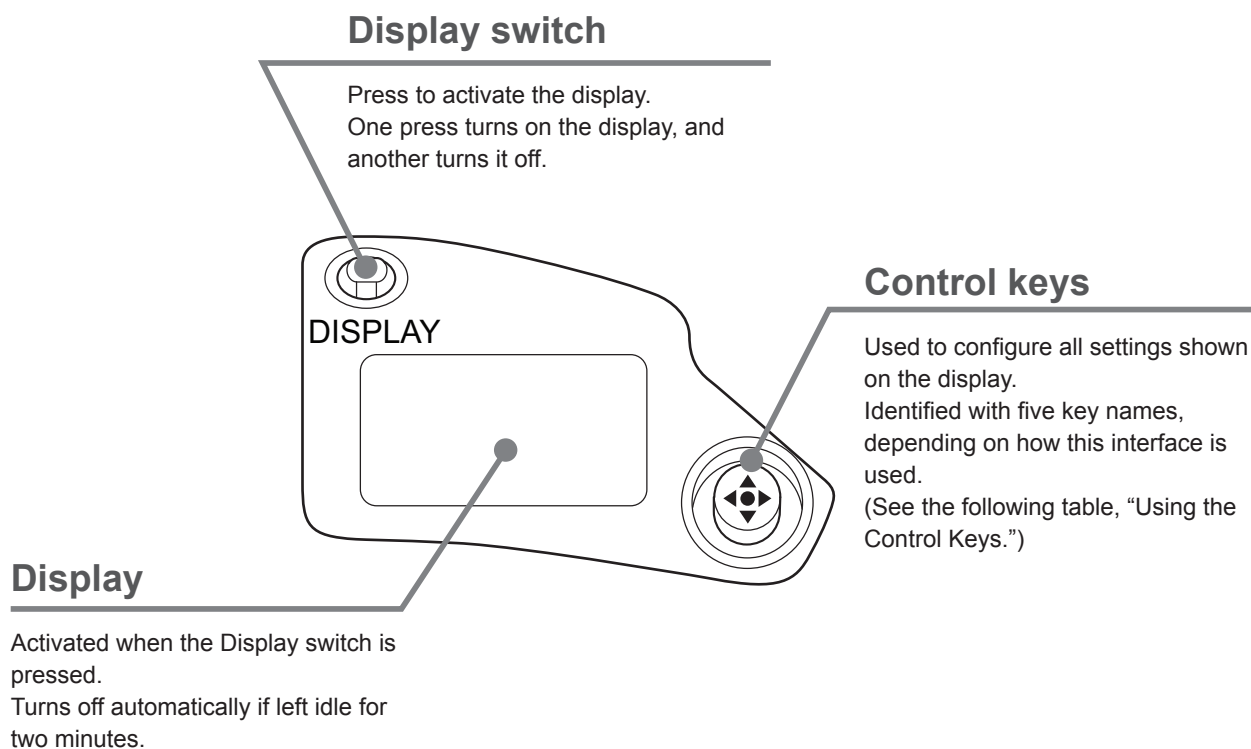 Display switch
Press to activate the display.
One press turns on the display, and
another turns it off.
DISPLAY
Control keys
Used to configure all settings shown
on the display.
Identified with five key names,
depending on how this interface is
used.
(See the following table, “Using the
Control Keys.”)
Display
Activated when the Display switch is
pressed.
Turns off automatically if left idle for
two minutes.